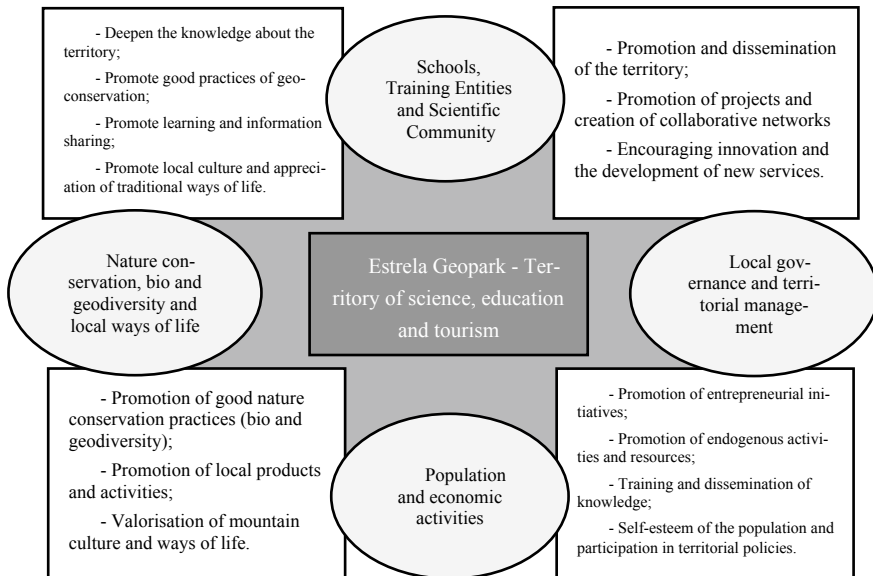 - Deepen the knowledge about the
territory;
- Promote good practices of geo-
conservation;
- Promote learning and information
sharing;
- Promote local culture and appreci-
ation of traditional ways of life.
Schools,
Training Entities
and Scientific
Community
- Promotion and dissemination
of the territory;
- Promotion of projects and
creation of collaborative networks
- Encouraging innovation and
the development of new services.
Nature con-
servation, bio and
geodiversity and
local ways of life
Estrela Geopark - Ter-
ritory of science, education
and tourism
Local gov-
ernance and terri-
torial manage-
ment
- Promotion of good nature
conservation practices (bio and
geodiversity);
- Promotion of local products
and activities;
- Valorisation of mountain
culture and ways of life.
Population
and economic
activities
- Promotion of entrepreneurial ini-
tiatives;
- Promotion of endogenous activi-
ties and resources;
- Training and dissemination of
knowledge;
- Self-esteem of the population and
participation in territorial policies.